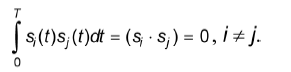 ∫₀ᵀ sᵢ(t)sⱼ(t)dt = (sᵢ · sⱼ) = 0, i ≠ j.